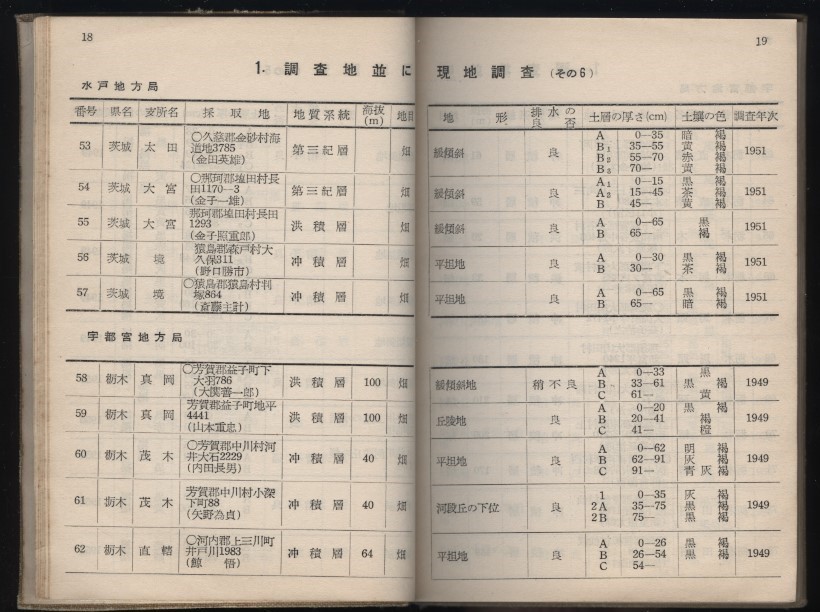 18
1. 調査地並に
水戸地方局
番号 県名 支所名 採取地 地質系統 海抜(m) 地目
53 茨城 太田 ○久慈郡金砂村海道地3785(金田英雄) 第三紀層 畑
54 茨城 大宮 ○那珂郡塩田村長田1170—3(金子一雄) 第三紀層 畑
55 茨城 大宮 那珂郡塩田村長田1293(金子照重郎) 洪積層 畑
56 茨城 境 猿島郡森戸村大久保311(野口勝市) 冲積層 畑
57 茨城 境 ○猿島郡猿島村羽塚864(斎藤主計) 冲積層 畑
宇都宮地方局
58 栃木 真岡 ○芳賀郡益子町下大羽786 洪積層 100 畑
59 栃木 真岡 芳賀郡益子町地平4441(山本重忠) 洪積層 100 畑
60 栃木 茂木 ○芳賀郡中川村河井大石2229(内田長男) 冲積層 40 畑
61 栃木 茂木 芳賀郡中川村小深下町88(矢野為貞) 冲積層 40 畑
62 栃木 直轄 ○河内郡上三川町井戸川1983(鯨 悟) 冲積層 64 畑
19
現地調査(その6)
地形 排水の良否 土層の厚さ(cm) 土壌の色 調査年次
緩傾斜 良 A 0—35 暗褐 1951
B₁ 35—55 黄褐
B₂ 55—70 赤褐
B₃ 70— 黄褐
緩傾斜 良 A₁ 0—15 黒褐 1951
A₂ 15—45 茶褐
B 45— 黄褐
緩傾斜 良 A 0—65 黒 1951
B 65— 褐
平坦地 良 A 0—30 黒褐 1951
B 30— 茶褐
平坦地 良 A 0—65 黒褐 1951
B 65— 暗褐
緩傾斜地 稍不良 A 0—33 黒 1949
B 33—61 黒褐
C 61— 黄
丘陵地 良 A 0—20 黒褐 1949
B 20—41 褐
C 41— 橙
平坦地 良 A 0—62 明褐 1949
B 62—91 灰褐
C 91— 青灰褐
河段丘の下位 良 1 0—35 灰褐 1949
2A 35—75 黒褐
2B 75— 黒褐
平坦地 良 A 0—26 黒褐 1949
B 26—54 黒褐
C 54—